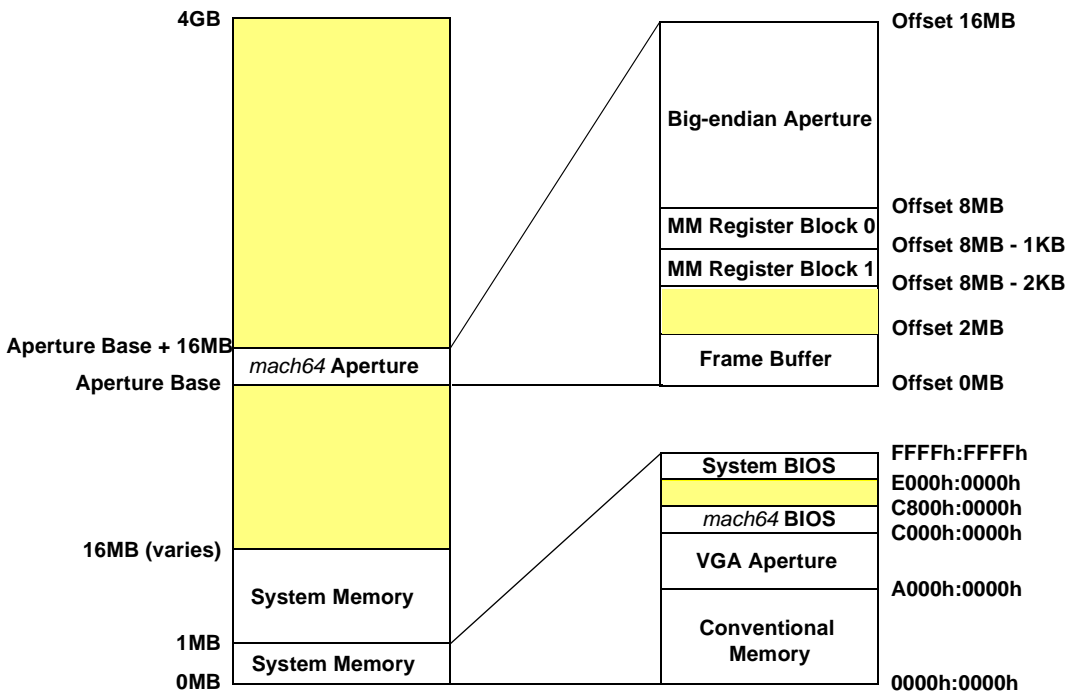 4GB
Aperture Base + 16MB
mach64 Aperture
Aperture Base
16MB (varies)
System Memory
1MB
System Memory
0MB
Offset 16MB
Big-endian Aperture
Offset 8MB
MM Register Block 0
Offset 8MB - 1KB
MM Register Block 1
Offset 8MB - 2KB
Offset 2MB
Frame Buffer
Offset 0MB
FFFFh:FFFFh
System BIOS
E000h:0000h
C800h:0000h
mach64 BIOS
C000h:0000h
VGA Aperture
A000h:0000h
Conventional
Memory
0000h:0000h